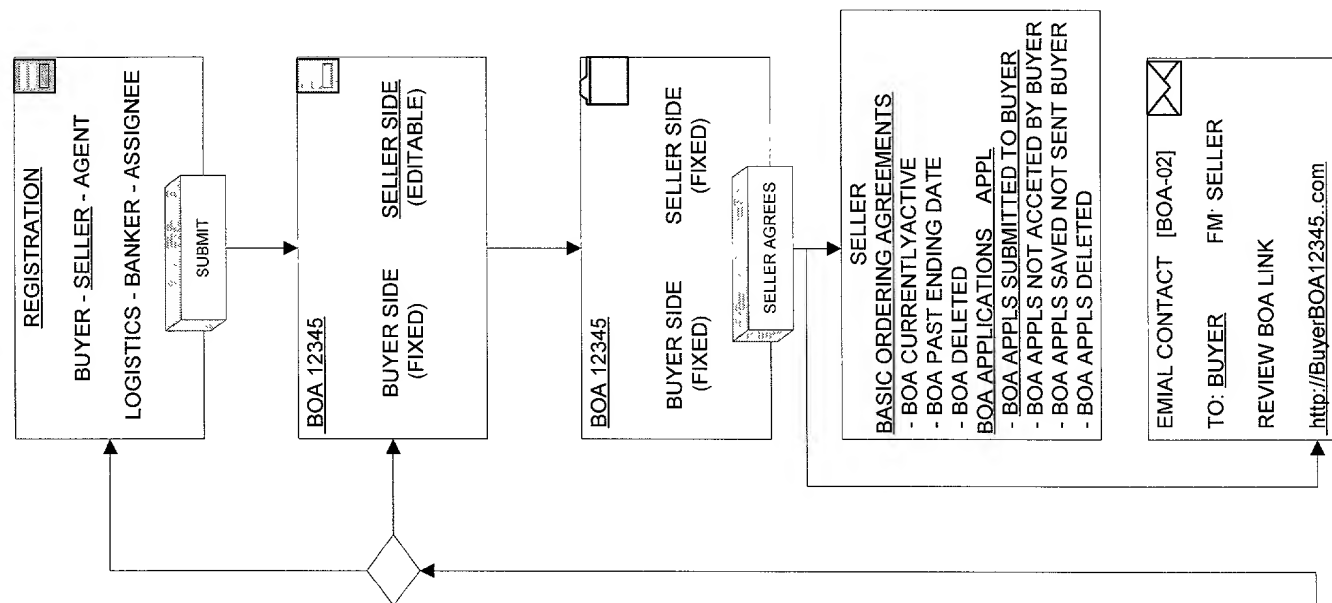 REGISTRATION
BUYER - SELLER - AGENT
LOGISTICS - BANKER - ASSIGNEE
SUBMIT
BOA 12345
BUYER SIDE
(FIXED)
SELLER SIDE
(EDITABLE)
BOA 12345
BUYER SIDE
(FIXED)
SELLER SIDE
(FIXED)
SELLER AGREES
SELLER
BASIC ORDERING AGREEMENTS
- BOA CURRENTLYACTIVE
- BOA PAST ENDING DATE
- BOA DELETED
BOA APPLICATIONS APPL
- BOA APPLS SUBMITTED TO BUYER
- BOA APPLS NOT ACCETED BY BUYER
- BOA APPLS SAVED NOT SENT BUYER
- BOA APPLS DELETED
EMIAL CONTACT [BOA-02]
TO: BUYER FM: SELLER
REVIEW BOA LINK
http://BuyerBOA12345..com